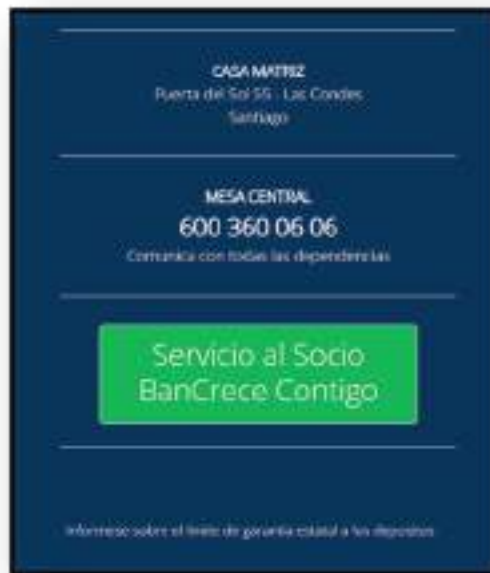 CASA MATRIZ
Puerta del Sol 55 - Las Condes
Santiago
MESA CENTRAL
600 360 06 06
Comunica con todas las dependencias
Servicio al Socio
BanCrece Contigo
Infórmese sobre el límite de garantía estatal a los depósitos